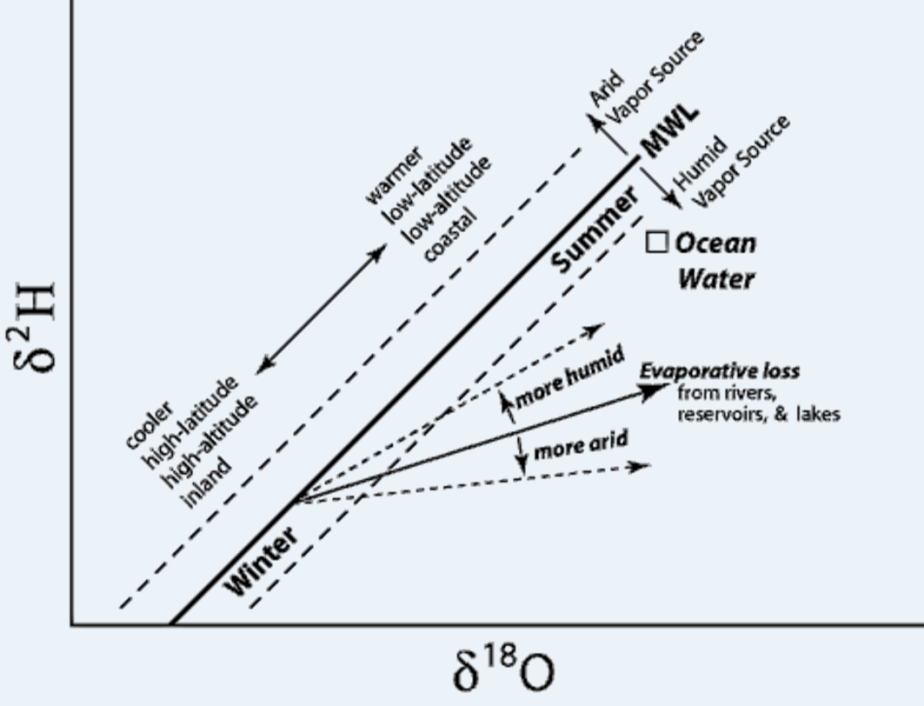 Arid
Vapor Source
MWL
Humid
Vapor Source
warmer
low-latitude
low-altitude
coastal
Summer
Ocean
Water
δ²H
more humid
Evaporative loss
from rivers,
reservoirs, & lakes
cooler
high-latitude
high-altitude
inland
more arid
Winter
δ¹⁸O